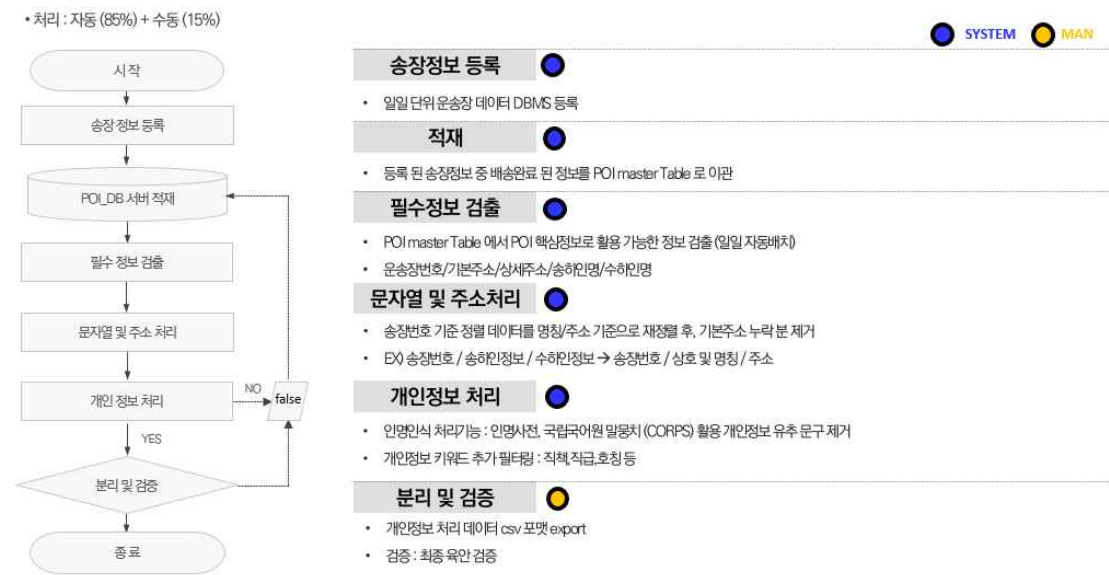 • 처리 : 자동 (85%) + 수동 (15%)
SYSTEM MAN
시작
송장 정보 등록
POI_DB 서버 적재
필수 정보 검출
문자열 및 주소 처리
개인 정보 처리
NO
false
YES
분리 및 검증
종료
송장정보 등록
• 일일 단위 운송장 데이터 DBMS 등록
적재
• 등록 된 송장정보 중 배송완료 된 정보를 POI master Table 로 이관
필수정보 검출
• POI master Table 에서 POI 핵심정보로 활용 가능한 정보 검출 (일일 자동배치)
• 운송장번호/기본주소/상세주소/송하인명/수하인명
문자열 및 주소처리
• 송장번호 기준 정렬 데이터를 명칭/주소 기준으로 재정렬 후, 기본주소 누락 분 제거
• EX) 송장번호 / 송하인정보 / 수하인정보 → 송장번호 / 상호 및 명칭 / 주소
개인정보 처리
• 인명인식 처리기능 : 인명사전, 국립국어원 말뭉치 (CORPS) 활용 개인정보 유추 문구 제거
• 개인정보 키워드 추가 필터링 : 직책,직급,호칭 등
분리 및 검증
• 개인정보 처리 데이터 csv 포맷 export
• 검증 : 최종 육안 검증